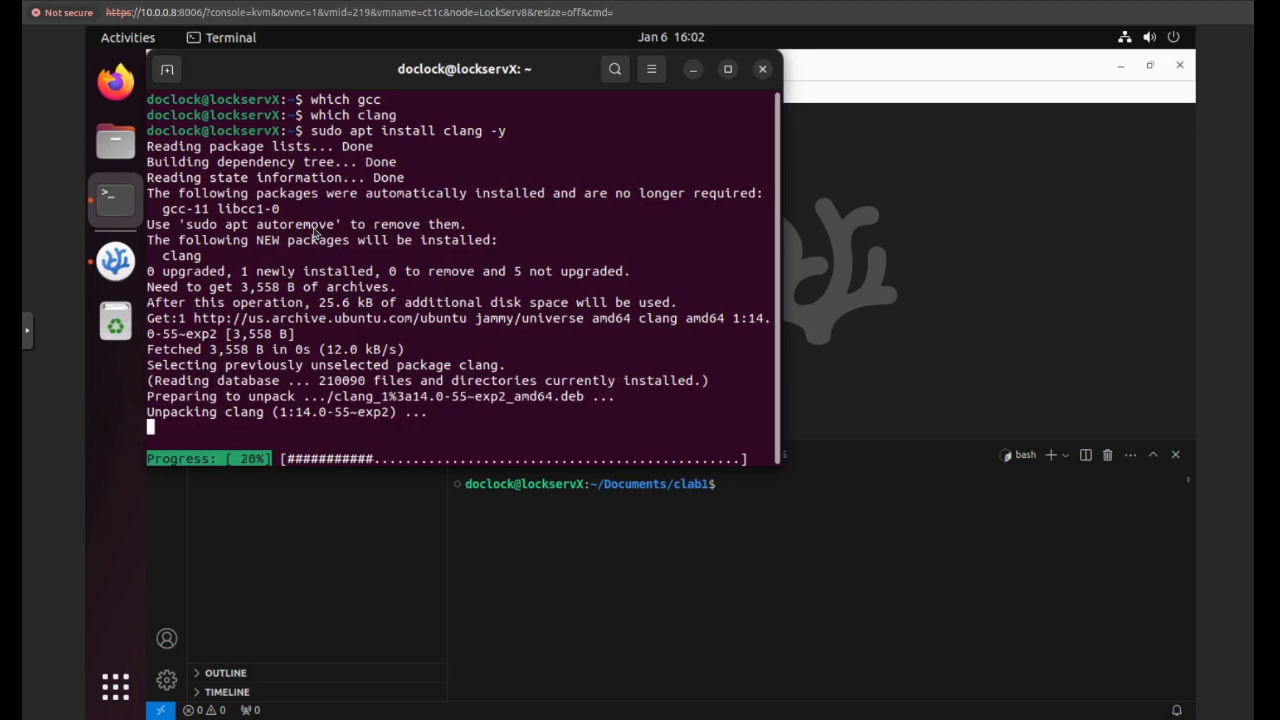 Not secure
https://10.0.0.8:8006/?console=kvm&novnc=1&vmid=219&vmname=ct1c&node=LockServ8&resize=off&cmd=
Activities
Terminal
Jan 6 16:02
doclock@lockservX: ~
doclock@lockservX:~$ which gcc
doclock@lockservX:~$ which clang
doclock@lockservX:~$ sudo apt install clang -y
Reading package lists... Done
Building dependency tree... Done
Reading state information... Done
The following packages were automatically installed and are no longer required:
gcc-11 libcc1-0
Use 'sudo apt autoremove' to remove them.
The following NEW packages will be installed:
clang
0 upgraded, 1 newly installed, 0 to remove and 5 not upgraded.
Need to get 3,558 B of archives.
After this operation, 25.6 kB of additional disk space will be used.
Get:1 http://us.archive.ubuntu.com/ubuntu jammy/universe amd64 clang amd64 1:14.
0-55~exp2 [3,558 B]
Fetched 3,558 B in 0s (12.0 kB/s)
Selecting previously unselected package clang.
(Reading database ... 210090 files and directories currently installed.)
Preparing to unpack .../clang_1%3a14.0-55~exp2_amd64.deb ...
Unpacking clang (1:14.0-55~exp2) ...
Progress: [ 20%] [###########...............................................]
bash
doclock@lockservX:~/Documents/clab1$
OUTLINE
TIMELINE
0 0 0